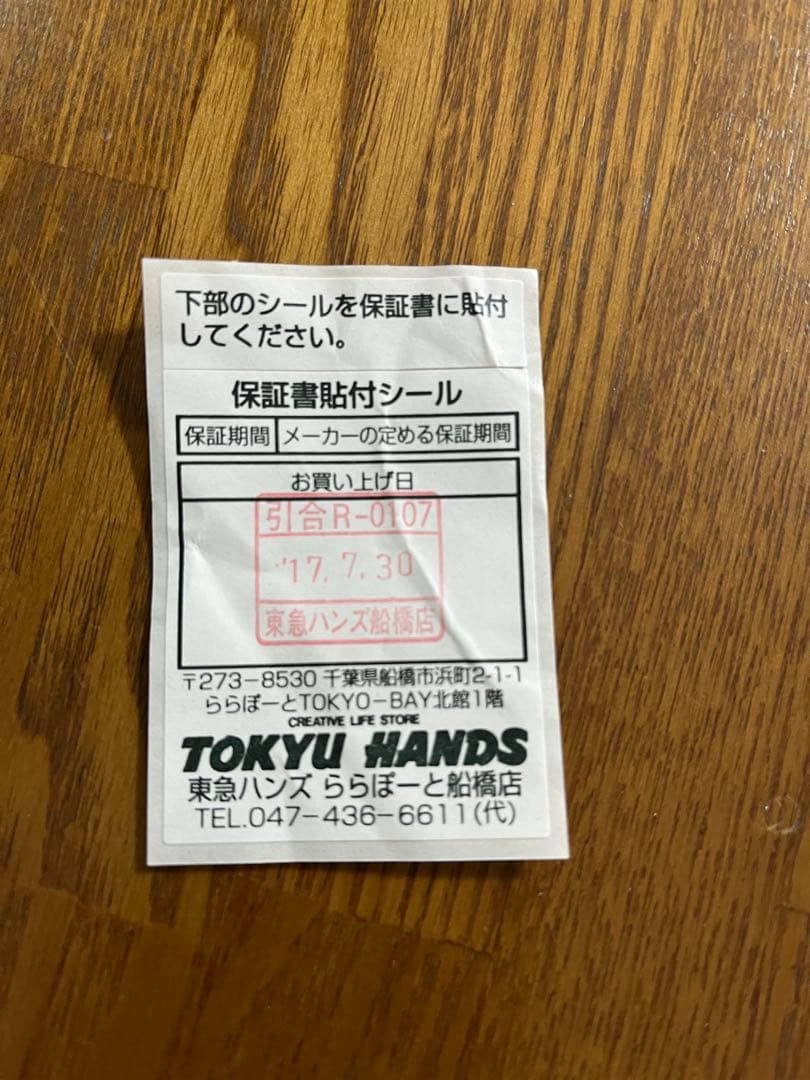 下部のシールを保証書に貼付
してください。
保証書貼付シール
保証期間 メーカーの定める保証期間
お買い上げ日
引合R-0107
'17.7.30
東急ハンズ船橋店
〒273-8530 千葉県船橋市浜町2-1-1
ららぽーとTOKYO-BAY北館1階
CREATIVE LIFE STORE
TOKYU HANDS
東急ハンズ ららぽーと船橋店
TEL.047-436-6611(代)